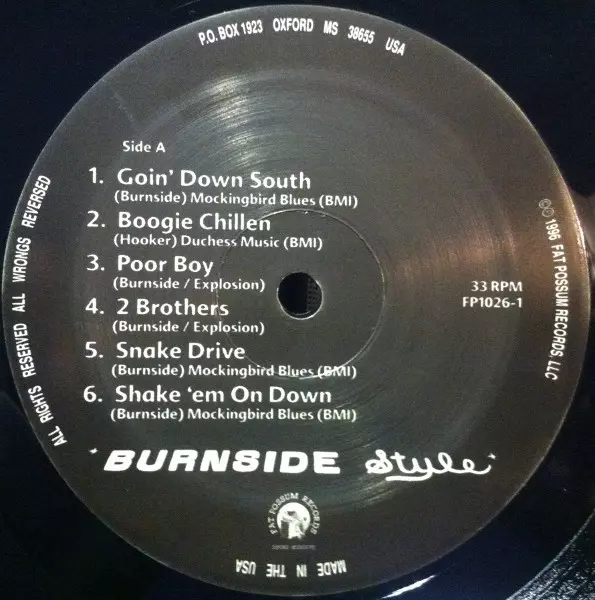 P.O. BOX 1923 OXFORD MS 38655 USA
Side A
1. Goin' Down South
(Burnside) Mockingbird Blues (BMI)
2. Boogie Chillen
(Hooker) Duchess Music (BMI)
3. Poor Boy
(Burnside / Explosion)
4. 2 Brothers
(Burnside / Explosion)
5. Snake Drive
(Burnside) Mockingbird Blues (BMI)
6. Shake 'em On Down
(Burnside) Mockingbird Blues (BMI)
33 RPM
FP1026-1
ALL RIGHTS RESERVED ALL WRONGS REVERSED
©℗ 1996 FAT POSSUM RECORDS, LLC
"BURNSIDE Style"
FAT POSSUM RECORDS
MADE IN THE USA